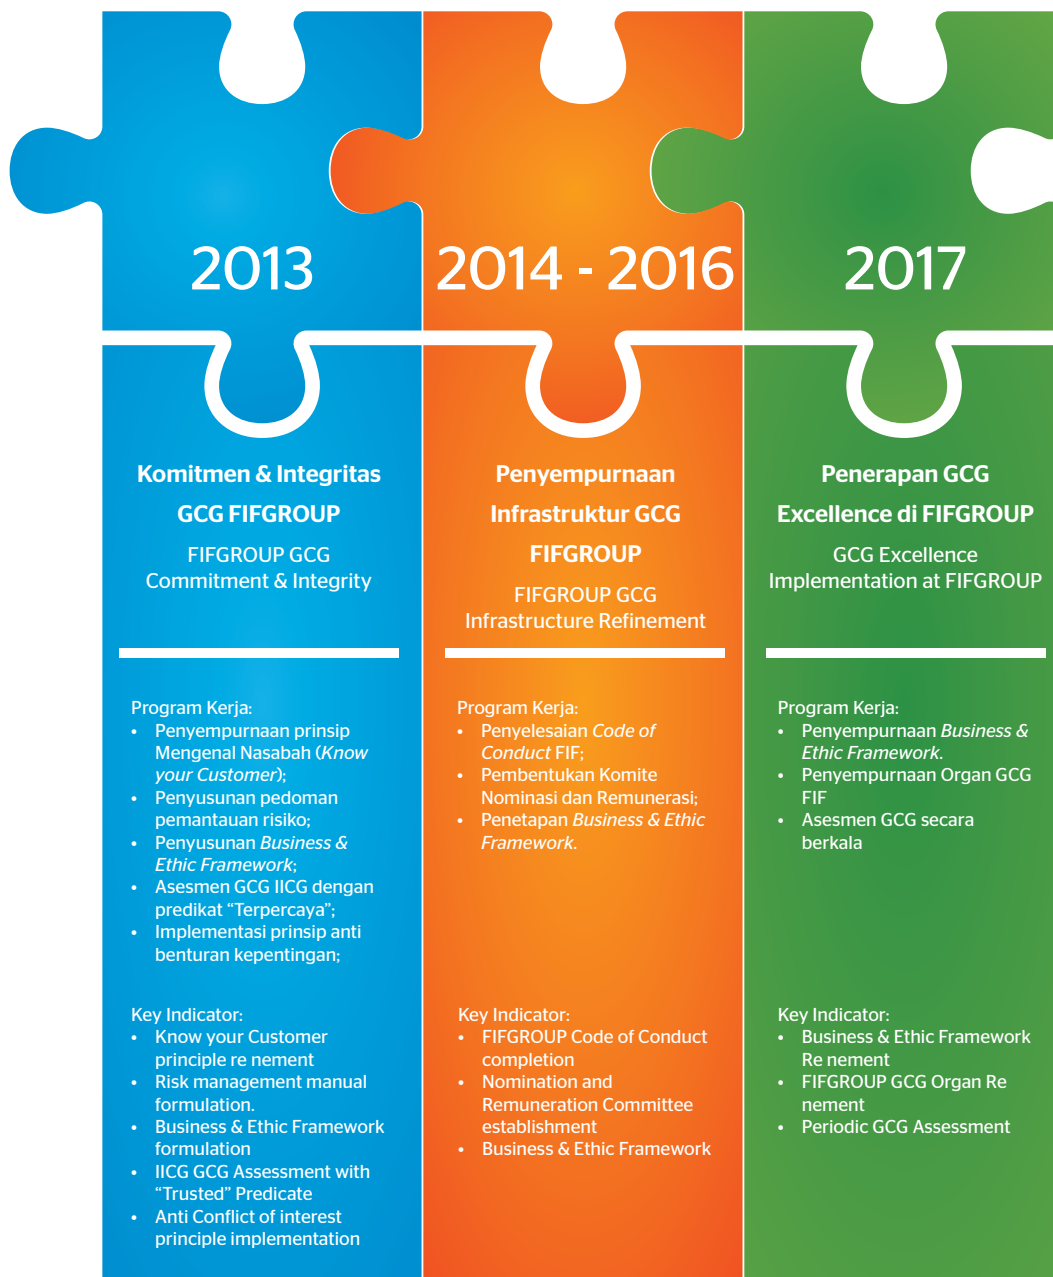 2013
Komitmen & Integritas
GCG FIFGROUP
FIFGROUP GCG
Commitment & Integrity
Program Kerja:
• Penyempurnaan prinsip
Mengenal Nasabah (Know
your Customer);
• Penyusunan pedoman
pemantauan risiko;
• Penyusunan Business &
Ethic Framework;
• Asesmen GCG IICG dengan
predikat “Terpercaya”;
• Implementasi prinsip anti
benturan kepentingan;
Key Indicator:
• Know your Customer
principle re nement
• Risk management manual
formulation.
• Business & Ethic Framework
formulation
• IICG GCG Assessment with
“Trusted” Predicate
• Anti Conflict of interest
principle implementation
2014 - 2016
Penyempurnaan
Infrastruktur GCG
FIFGROUP
FIFGROUP GCG
Infrastructure Refinement
Program Kerja:
• Penyelesaian Code of
Conduct FIF;
• Pembentukan Komite
Nominasi dan Remunerasi;
• Penetapan Business & Ethic
Framework.
Key Indicator:
• FIFGROUP Code of Conduct
completion
• Nomination and
Remuneration Committee
establishment
• Business & Ethic Framework
2017
Penerapan GCG
Excellence di FIFGROUP
GCG Excellence
Implementation at FIFGROUP
Program Kerja:
• Penyempurnaan Business &
Ethic Framework.
• Penyempurnaan Organ GCG
FIF
• Asesmen GCG secara
berkala
Key Indicator:
• Business & Ethic Framework
Re nement
• FIFGROUP GCG Organ Re
nement
• Periodic GCG Assessment